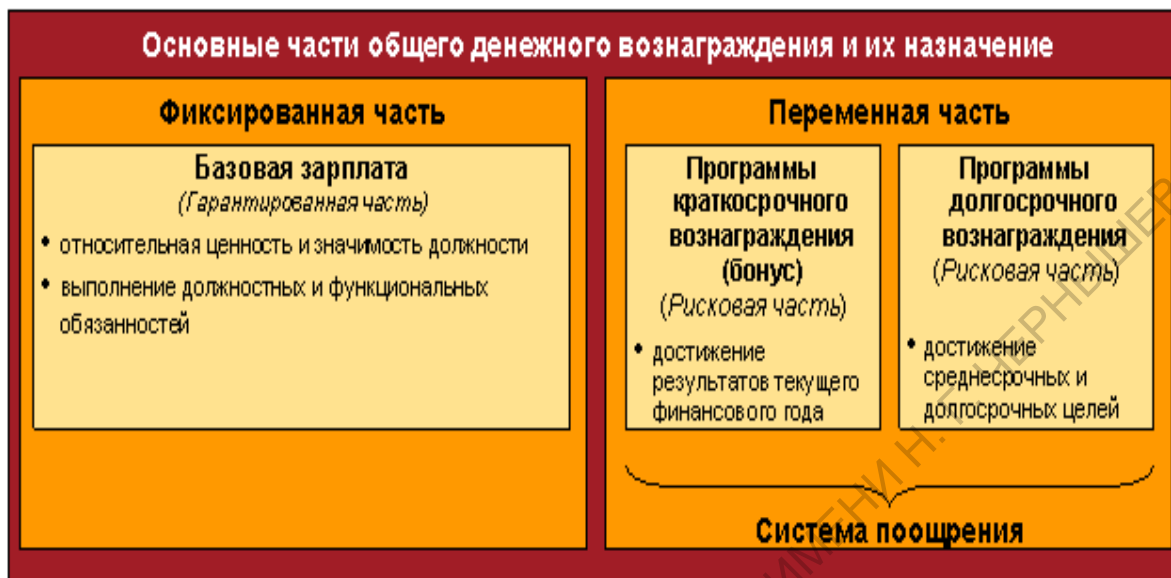 Основные части общего денежного вознаграждения и их назначение
Фиксированная часть
Базовая зарплата
(Гарантированная часть)
• относительная ценность и значимость должности
• выполнение должностных и функциональных
обязанностей
Переменная часть
Программы
краткосрочного
вознаграждения
(бонус)
(Рисковая часть)
• достижение
результатов текущего
финансового года
Программы
долгосрочного
вознаграждения
(Рисковая часть)
• достижение
среднесрочных и
долгосрочных целей
Система поощрения
ИМЕНИ Н. Г. ЧЕРНЫШЕР